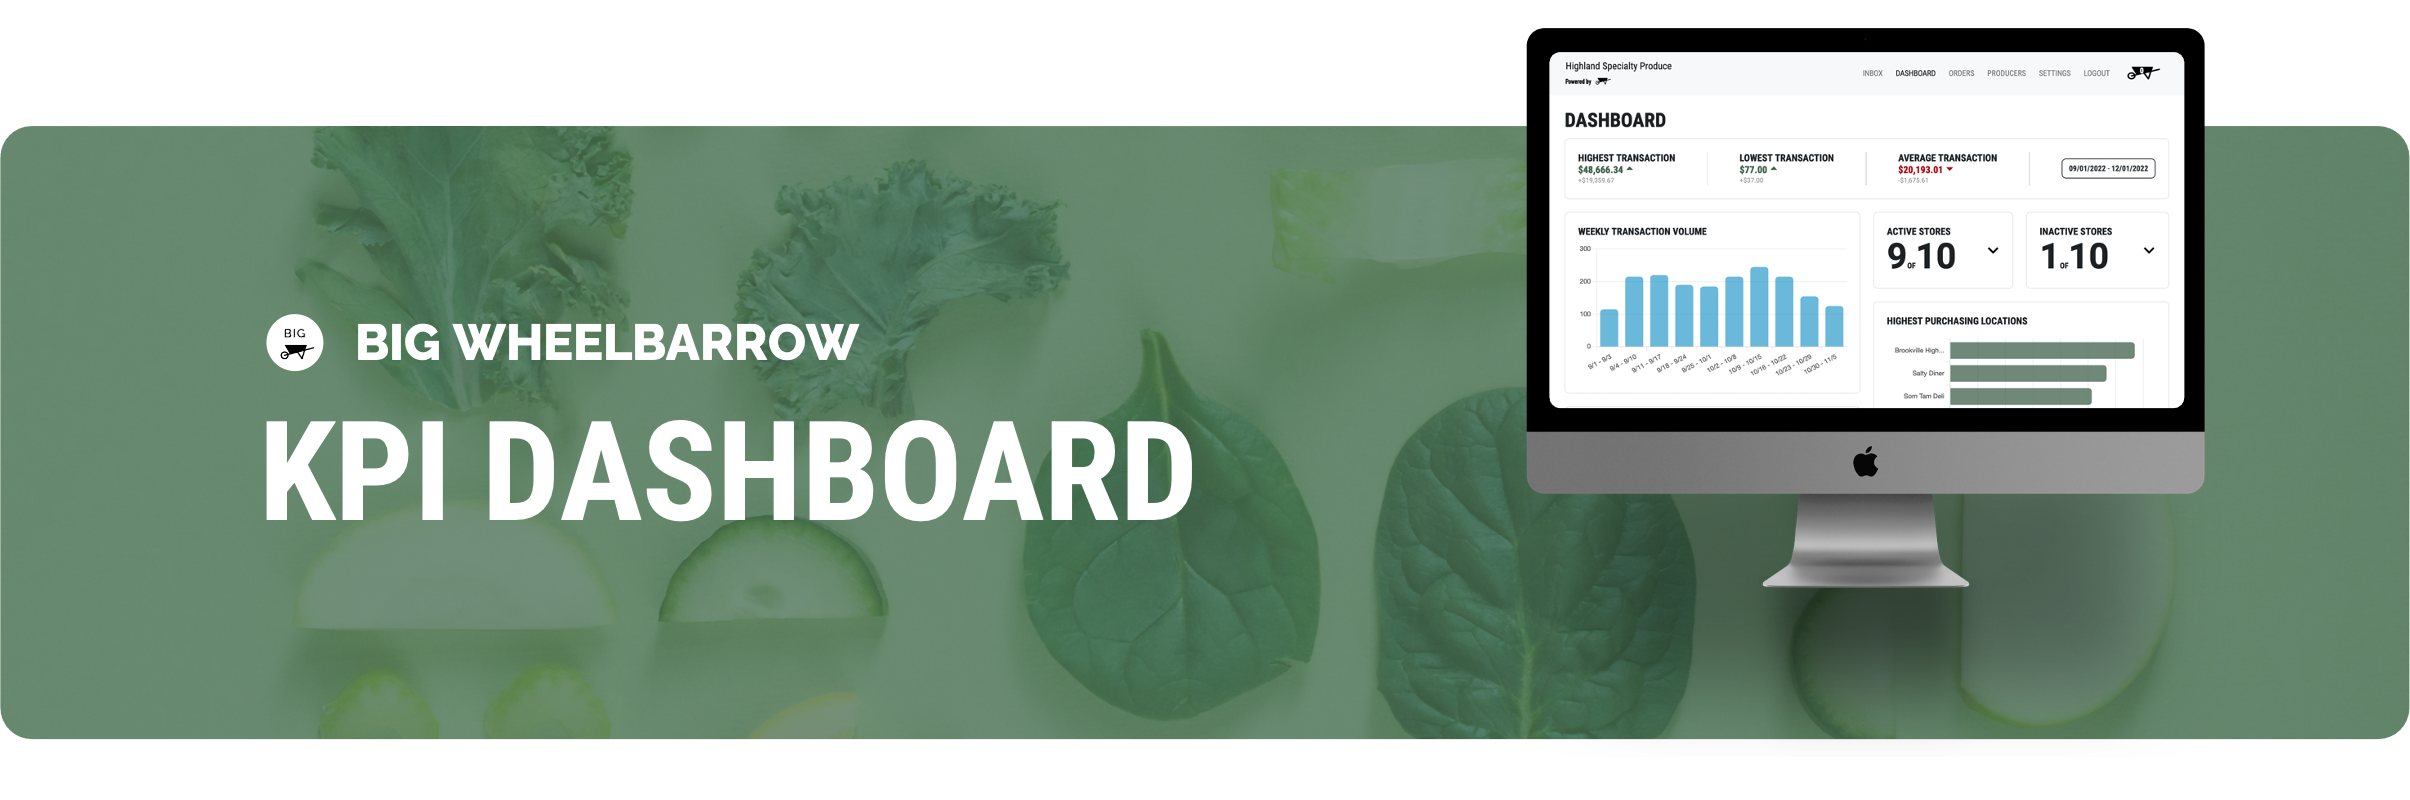 BIG
BIG WHEELBARROW
KPI DASHBOARD
Highland Specialty Produce
Powered by
INBOX DASHBOARD ORDERS PRODUCERS SETTINGS LOGOUT
DASHBOARD
HIGHEST TRANSACTION
$48,666.34
+$19,359.67
LOWEST TRANSACTION
$77.00
+$37.00
AVERAGE TRANSACTION
$20,193.01
-$1,675.61
09/01/2022 - 12/01/2022
WEEKLY TRANSACTION VOLUME
300
200
100
0
9/1 - 9/3 9/4 - 9/10 9/11 - 9/17 9/18 - 9/24 9/25 - 10/1 10/2 - 10/8 10/9 - 10/15 10/16 - 10/22 10/23 - 10/29 10/30 - 11/5
ACTIVE STORES
9 OF 10
INACTIVE STORES
1 OF 10
HIGHEST PURCHASING LOCATIONS
Brookville High...
Salty Diner
Som Tam Deli